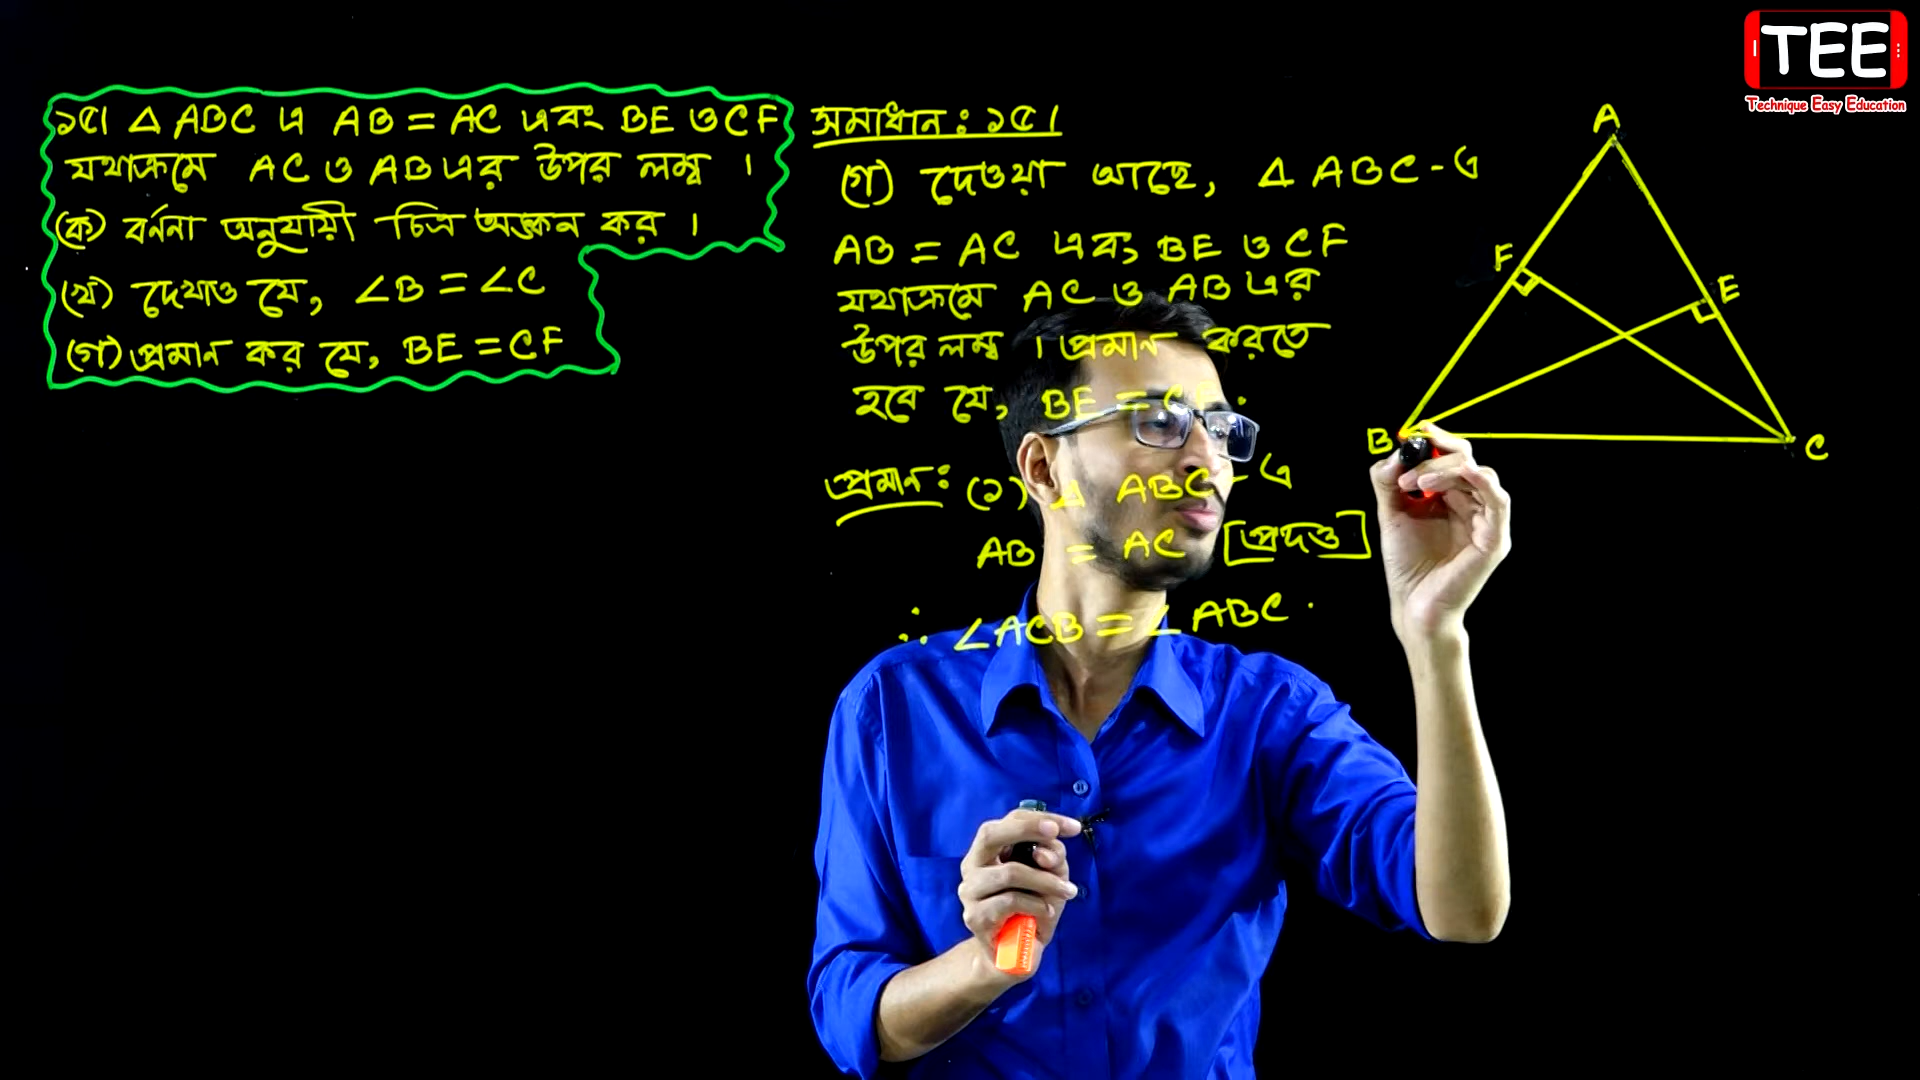 ১৫। Δ ABC এ AB = AC এবং BE ও CF
যথাক্রমে AC ও AB এর উপর লম্ব ।
(ক) বর্ননা অনুযায়ী চিত্র অঙ্কন কর ।
(খ) দেখাও যে, ∠B = ∠C
(গ) প্রমান কর যে, BE = CF
সমাধান : ১৫।
(গ) দেওয়া আছে, Δ ABC-এ
AB = AC এবং BE ও CF
যথাক্রমে AC ও AB এর
উপর লম্ব । প্রমান করতে
হবে যে, BE = CF.
প্রমান : (১) Δ ABC-এ
AB = AC [প্রদত্ত]
∴ ∠ACB = ∠ABC.
A
F
E
B
C
TEE
Technique Easy Education